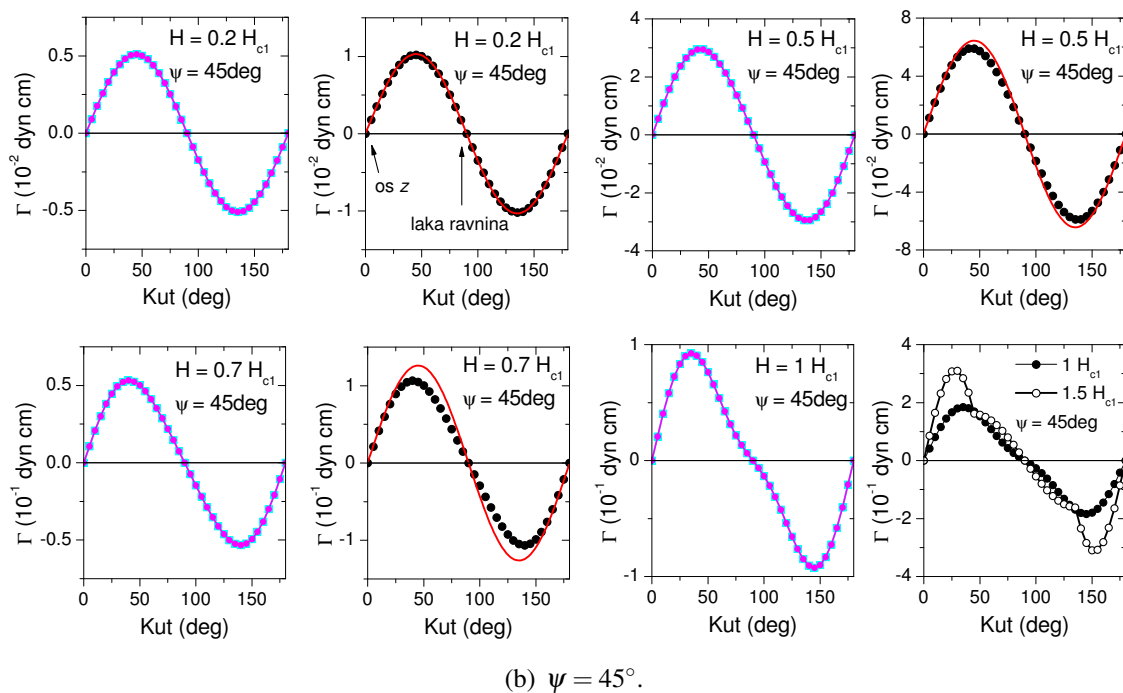 H = 0.2 H_c1
ψ = 45deg
Γ (10⁻² dyn cm)
0.5
0.0
-0.5
0 50 100 150
Kut (deg)
H = 0.2 H_c1
ψ = 45deg
Γ (10⁻² dyn cm)
1
0
-1
os z
laka ravnina
0 50 100 150
Kut (deg)
H = 0.5 H_c1
ψ = 45deg
Γ (10⁻² dyn cm)
4
2
0
-2
-4
0 50 100 150
Kut (deg)
H = 0.5 H_c1
ψ = 45deg
Γ (10⁻² dyn cm)
8
4
0
-4
-8
0 50 100 150
Kut (deg)
H = 0.7 H_c1
ψ = 45deg
Γ (10⁻¹ dyn cm)
0.5
0.0
-0.5
0 50 100 150
Kut (deg)
H = 0.7 H_c1
ψ = 45deg
Γ (10⁻¹ dyn cm)
1
0
-1
0 50 100 150
Kut (deg)
H = 1 H_c1
ψ = 45deg
Γ (10⁻¹ dyn cm)
1
0
-1
0 50 100 150
Kut (deg)
1 H_c1
1.5 H_c1
ψ = 45deg
Γ (10⁻¹ dyn cm)
4
2
0
-2
-4
0 50 100 150
Kut (deg)
(b) ψ = 45°.